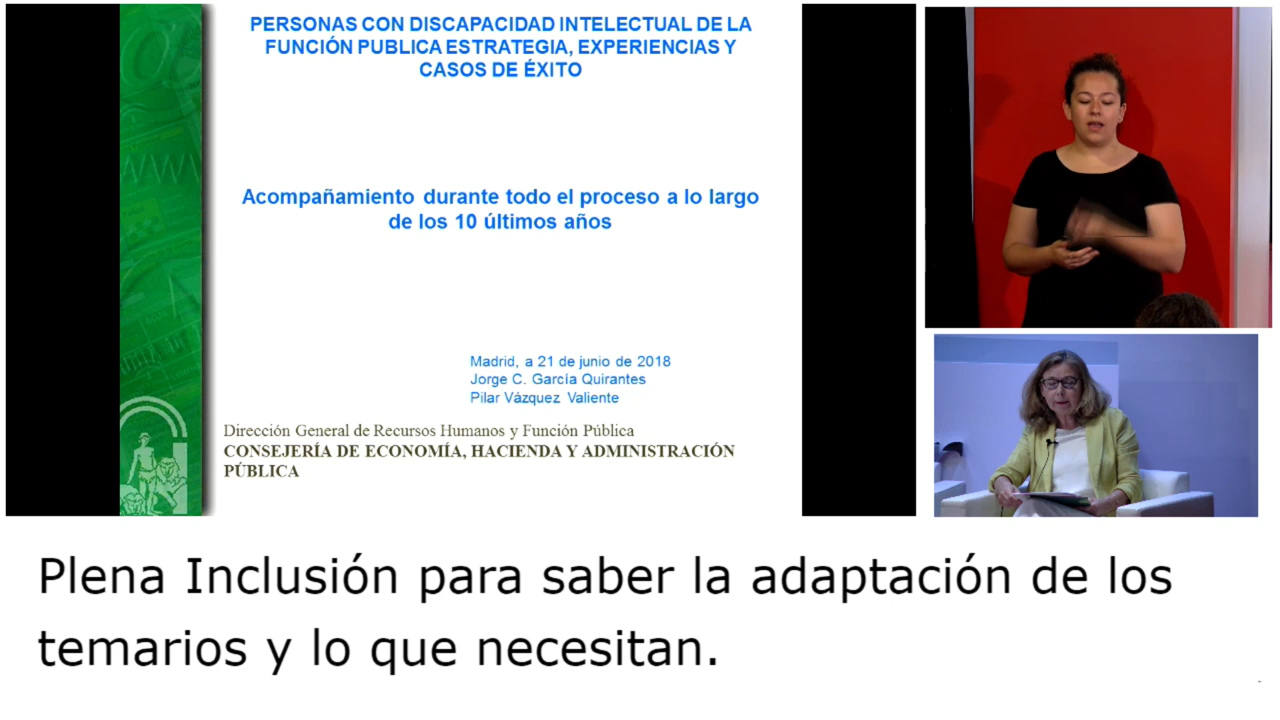 PERSONAS CON DISCAPACIDAD INTELECTUAL DE LA
FUNCIÓN PUBLICA ESTRATEGIA, EXPERIENCIAS Y
CASOS DE ÉXITO
Acompañamiento durante todo el proceso a lo largo
de los 10 últimos años
Madrid, a 21 de junio de 2018
Jorge C. García Quirantes
Pilar Vázquez Valiente
Dirección General de Recursos Humanos y Función Pública
CONSEJERÍA DE ECONOMÍA, HACIENDA Y ADMINISTRACIÓN
PÚBLICA
Plena Inclusión para saber la adaptación de los
temarios y lo que necesitan.